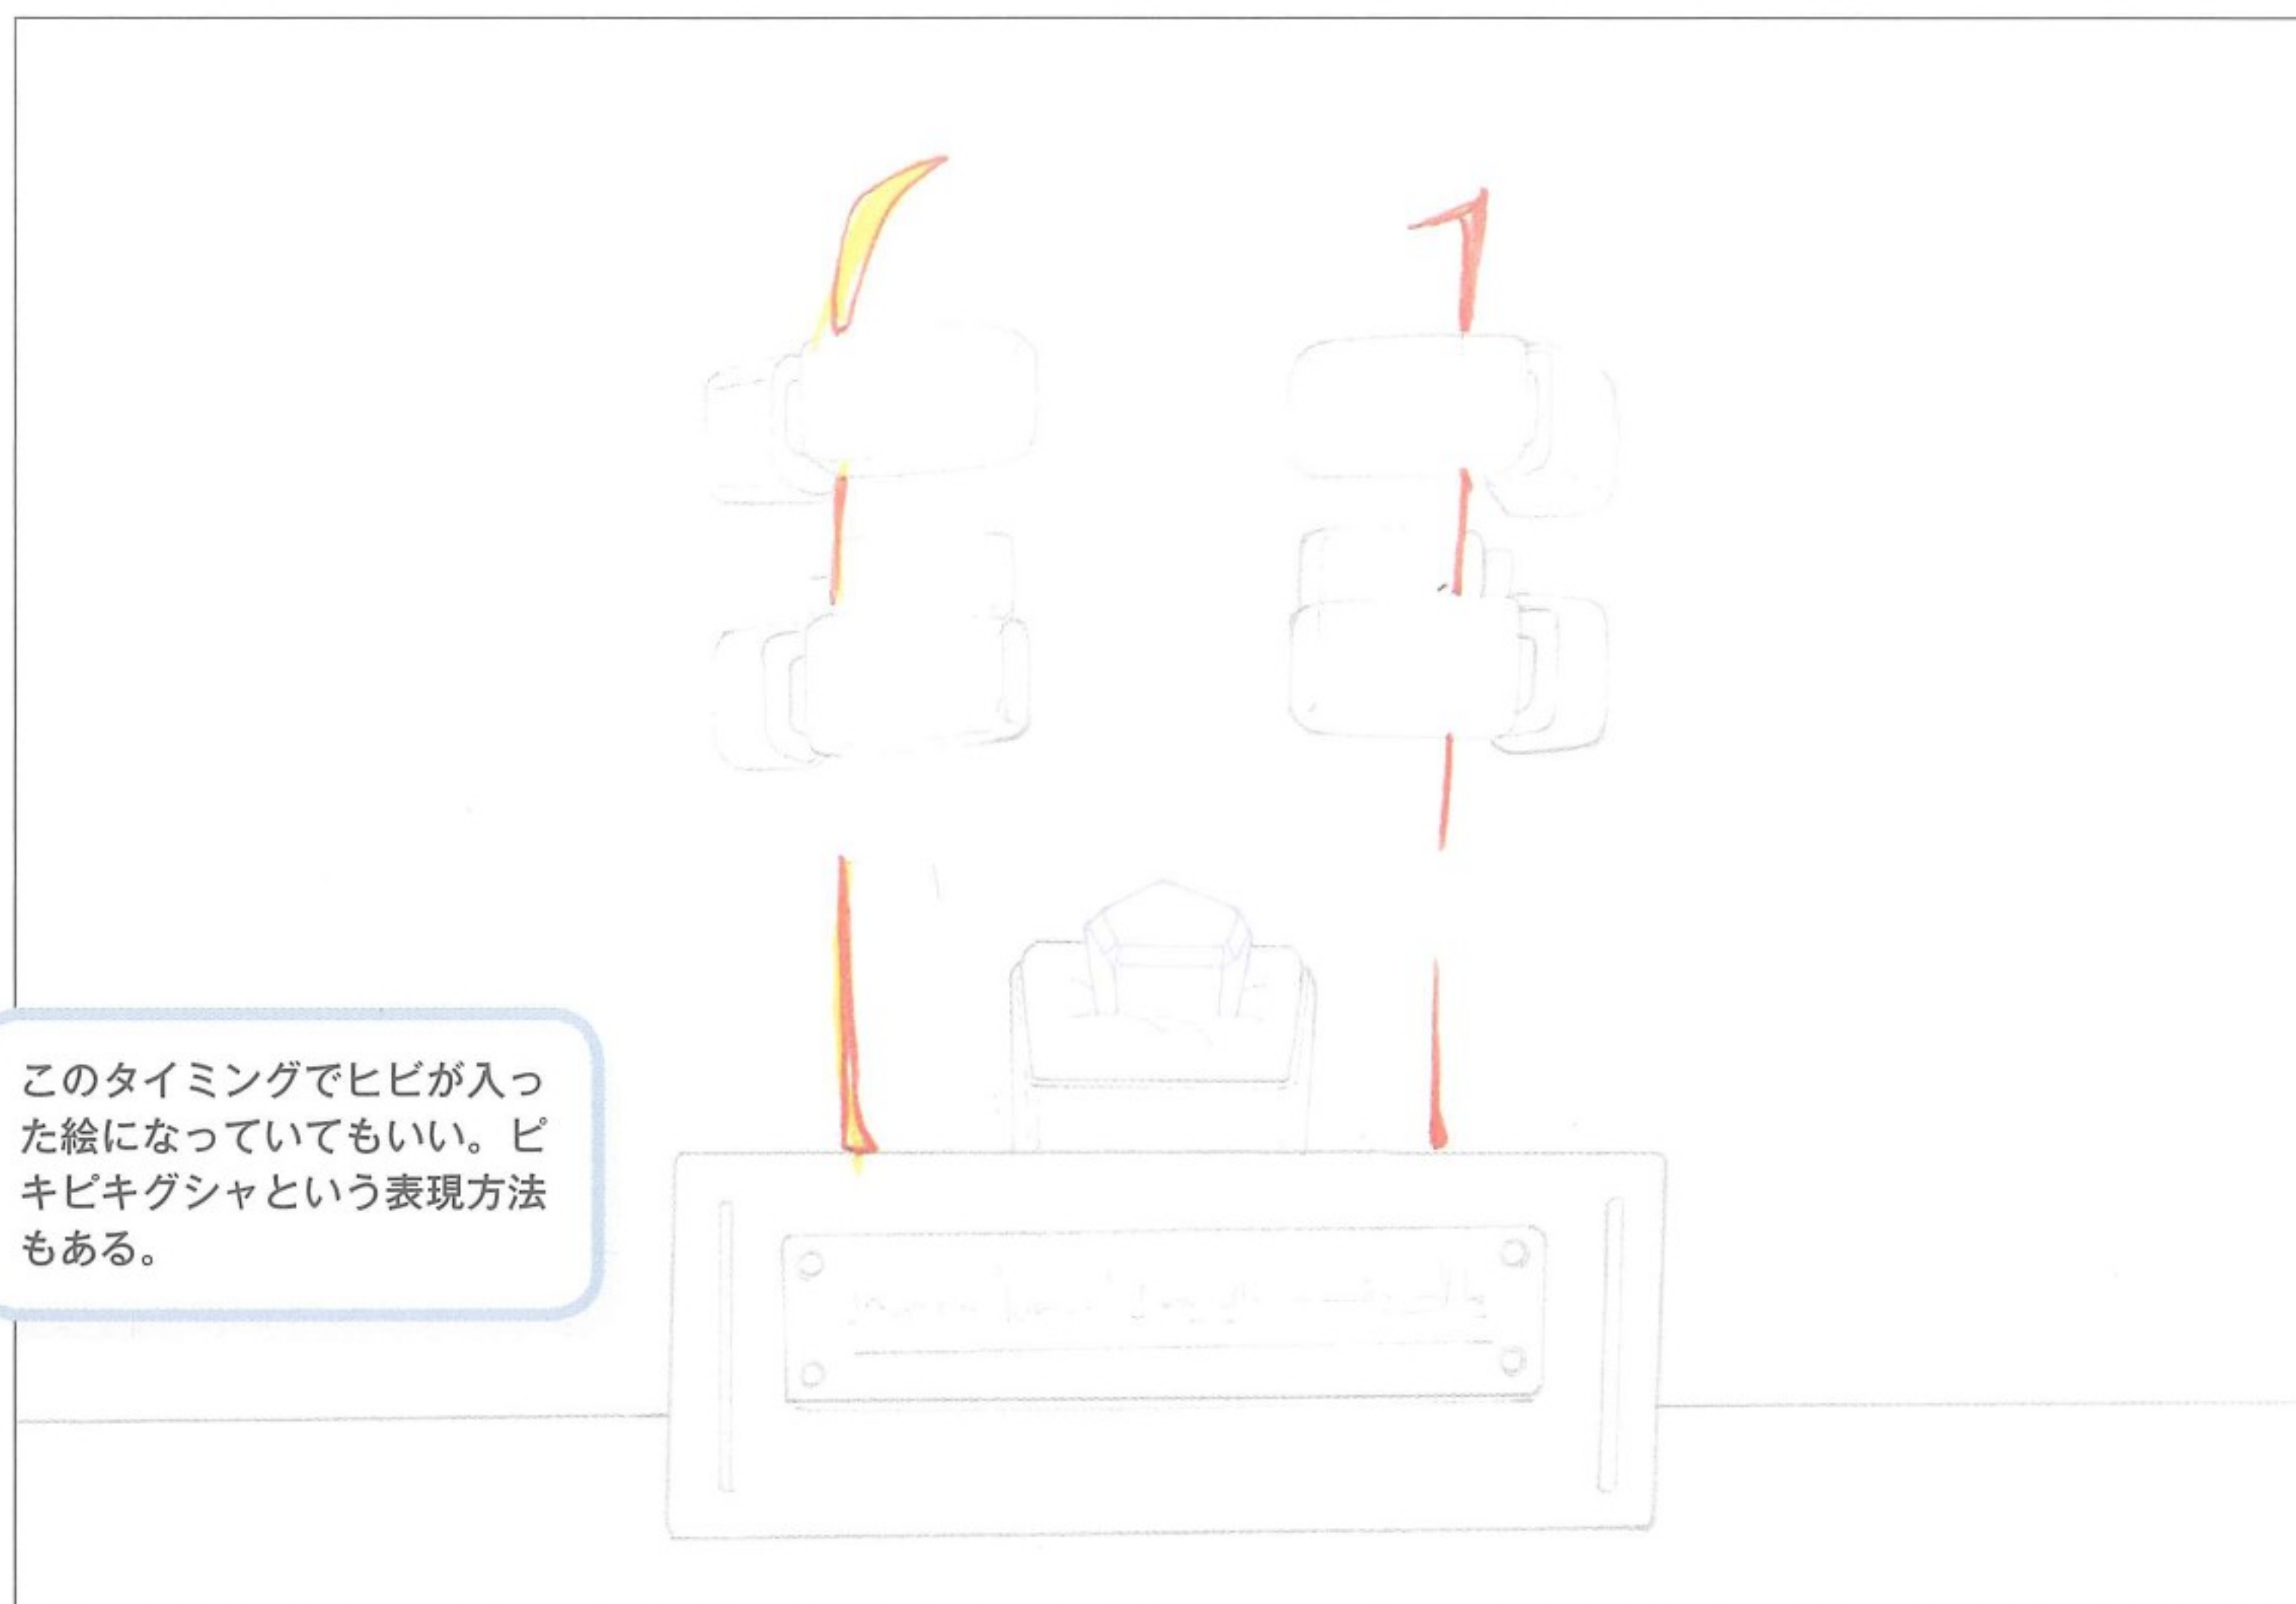 このタイミングでヒビが入っ
た絵になっていてもいい。ピ
キピキグシャという表現方法
もある。